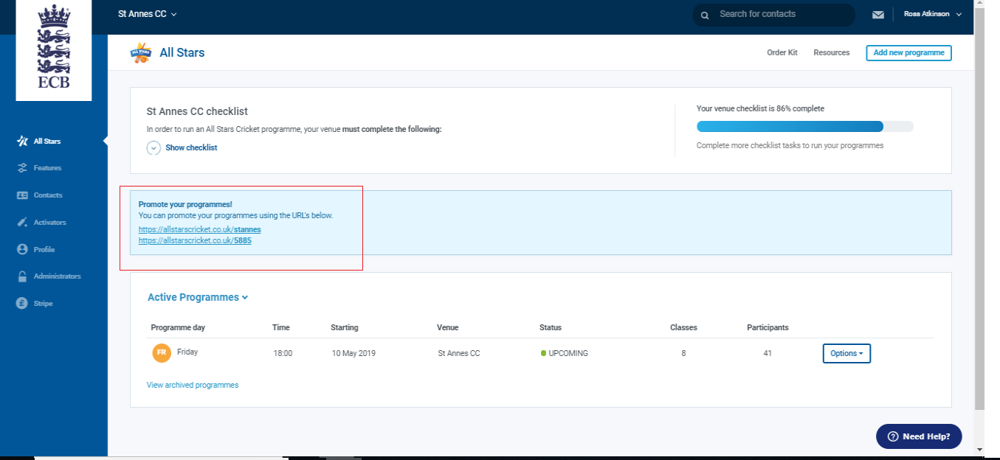 St Annes CC
Search for contacts
Ross Atkinson
ECB
ALL STARS
All Stars
Order Kit
Resources
Add new programme
All Stars
Features
Contacts
Activators
Profile
Administrators
£ Stripe
St Annes CC checklist
In order to run an All Stars Cricket programme, your venue must complete the following:
Show checklist
Your venue checklist is 86% complete
Complete more checklist tasks to run your programmes
Promote your programmes!
You can promote your programmes using the URL's below.
https://allstarscricket.co.uk/stannes
https://allstarscricket.co.uk/5885
Active Programmes
Programme day Time Starting Venue Status Classes Participants
FR Friday 18:00 10 May 2019 St Annes CC UPCOMING 8 41 Options
View archived programmes
? Need Help?